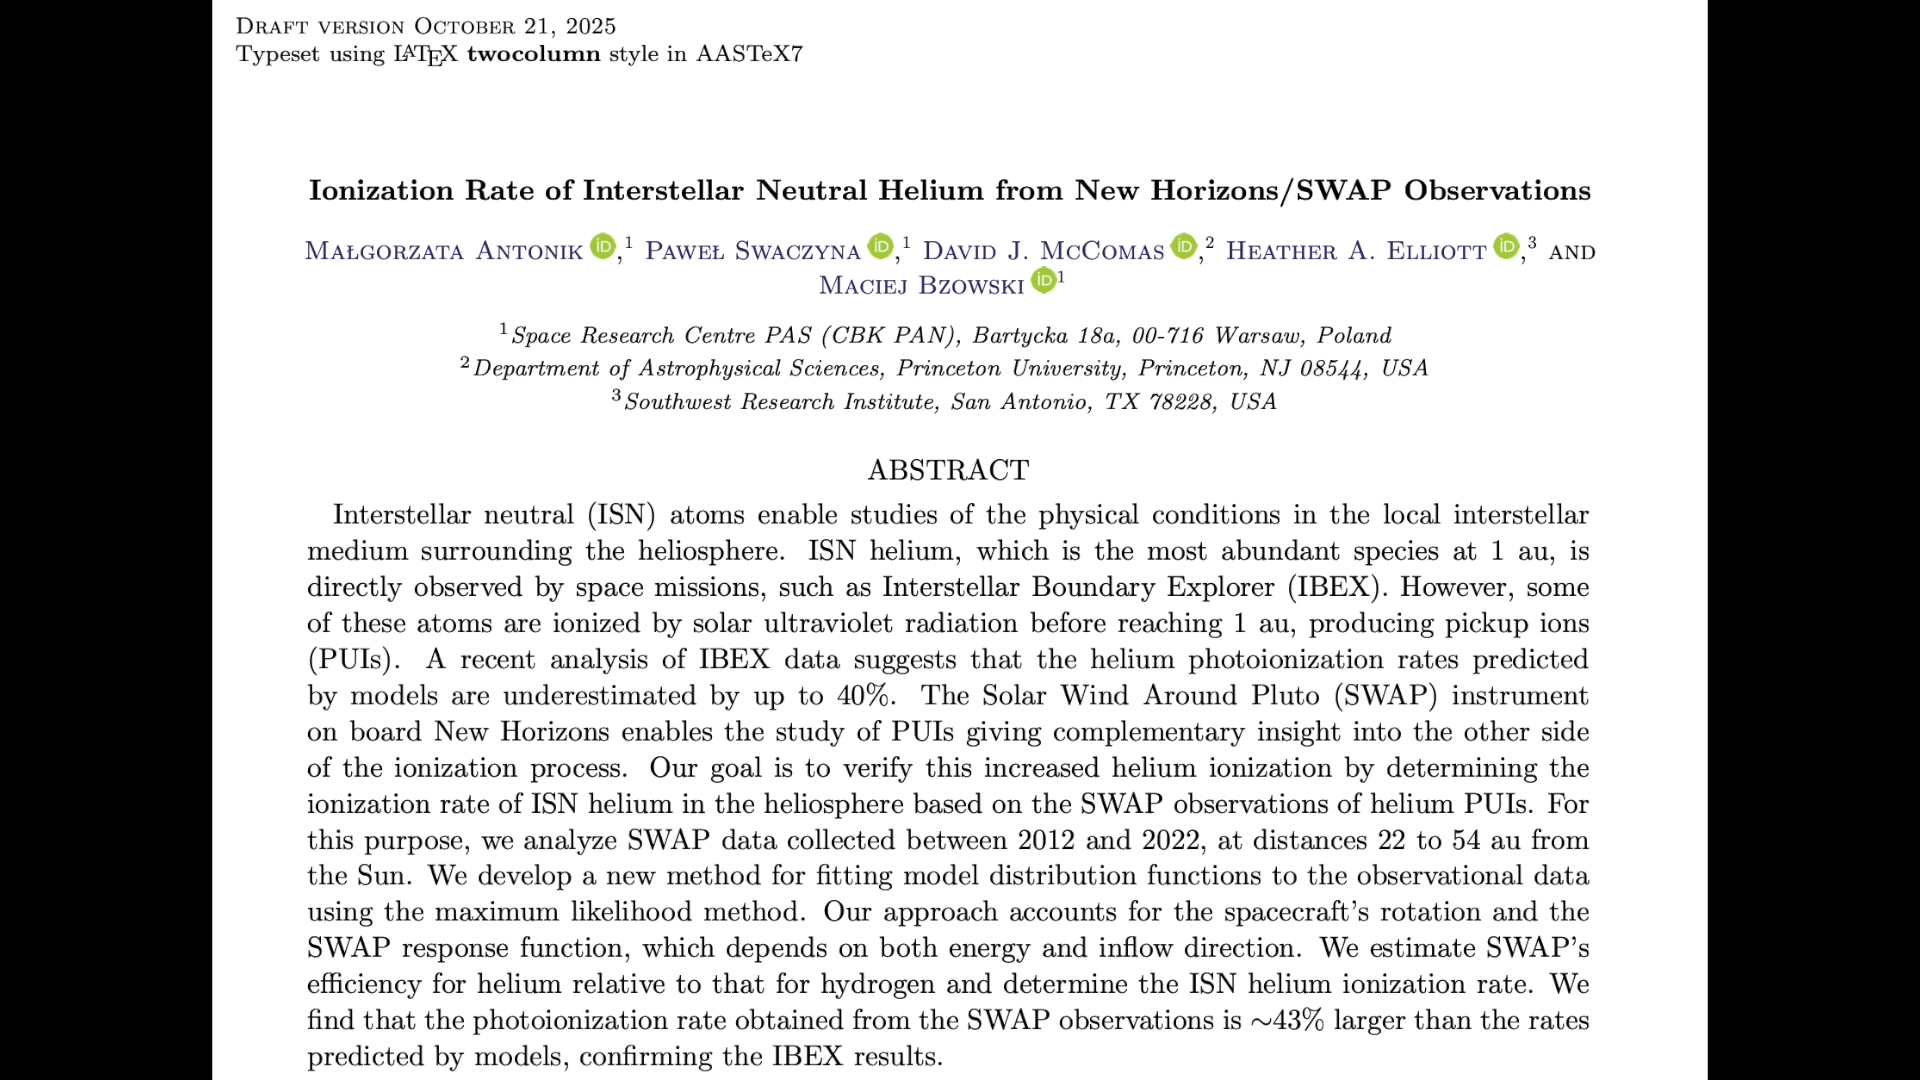 DRAFT VERSION OCTOBER 21, 2025
Typeset using LATEX twocolumn style in AASTeX7
Ionization Rate of Interstellar Neutral Helium from New Horizons/SWAP Observations
MAŁGORZATA ANTONIK iD,1 PAWEŁ SWACZYNA iD,1 DAVID J. MCCOMAS iD,2 HEATHER A. ELLIOTT iD,3 AND
MACIEJ BZOWSKI iD1
1 Space Research Centre PAS (CBK PAN), Bartycka 18a, 00-716 Warsaw, Poland
2 Department of Astrophysical Sciences, Princeton University, Princeton, NJ 08544, USA
3 Southwest Research Institute, San Antonio, TX 78228, USA
ABSTRACT
Interstellar neutral (ISN) atoms enable studies of the physical conditions in the local interstellar
medium surrounding the heliosphere. ISN helium, which is the most abundant species at 1 au, is
directly observed by space missions, such as Interstellar Boundary Explorer (IBEX). However, some
of these atoms are ionized by solar ultraviolet radiation before reaching 1 au, producing pickup ions
(PUIs). A recent analysis of IBEX data suggests that the helium photoionization rates predicted
by models are underestimated by up to 40%. The Solar Wind Around Pluto (SWAP) instrument
on board New Horizons enables the study of PUIs giving complementary insight into the other side
of the ionization process. Our goal is to verify this increased helium ionization by determining the
ionization rate of ISN helium in the heliosphere based on the SWAP observations of helium PUIs. For
this purpose, we analyze SWAP data collected between 2012 and 2022, at distances 22 to 54 au from
the Sun. We develop a new method for fitting model distribution functions to the observational data
using the maximum likelihood method. Our approach accounts for the spacecraft's rotation and the
SWAP response function, which depends on both energy and inflow direction. We estimate SWAP's
efficiency for helium relative to that for hydrogen and determine the ISN helium ionization rate. We
find that the photoionization rate obtained from the SWAP observations is ~43% larger than the rates
predicted by models, confirming the IBEX results.